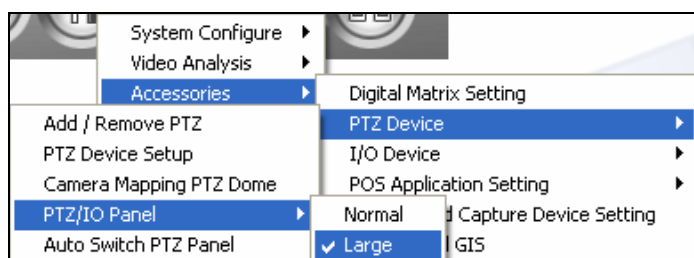 System Configure
Video Analysis
Accessories
Digital Matrix Setting
Add / Remove PTZ
PTZ Device
PTZ Device Setup
I/O Device
Camera Mapping PTZ Dome
POS Application Setting
PTZ/IO Panel
Normal
Capture Device Setting
Auto Switch PTZ Panel
Large
GIS